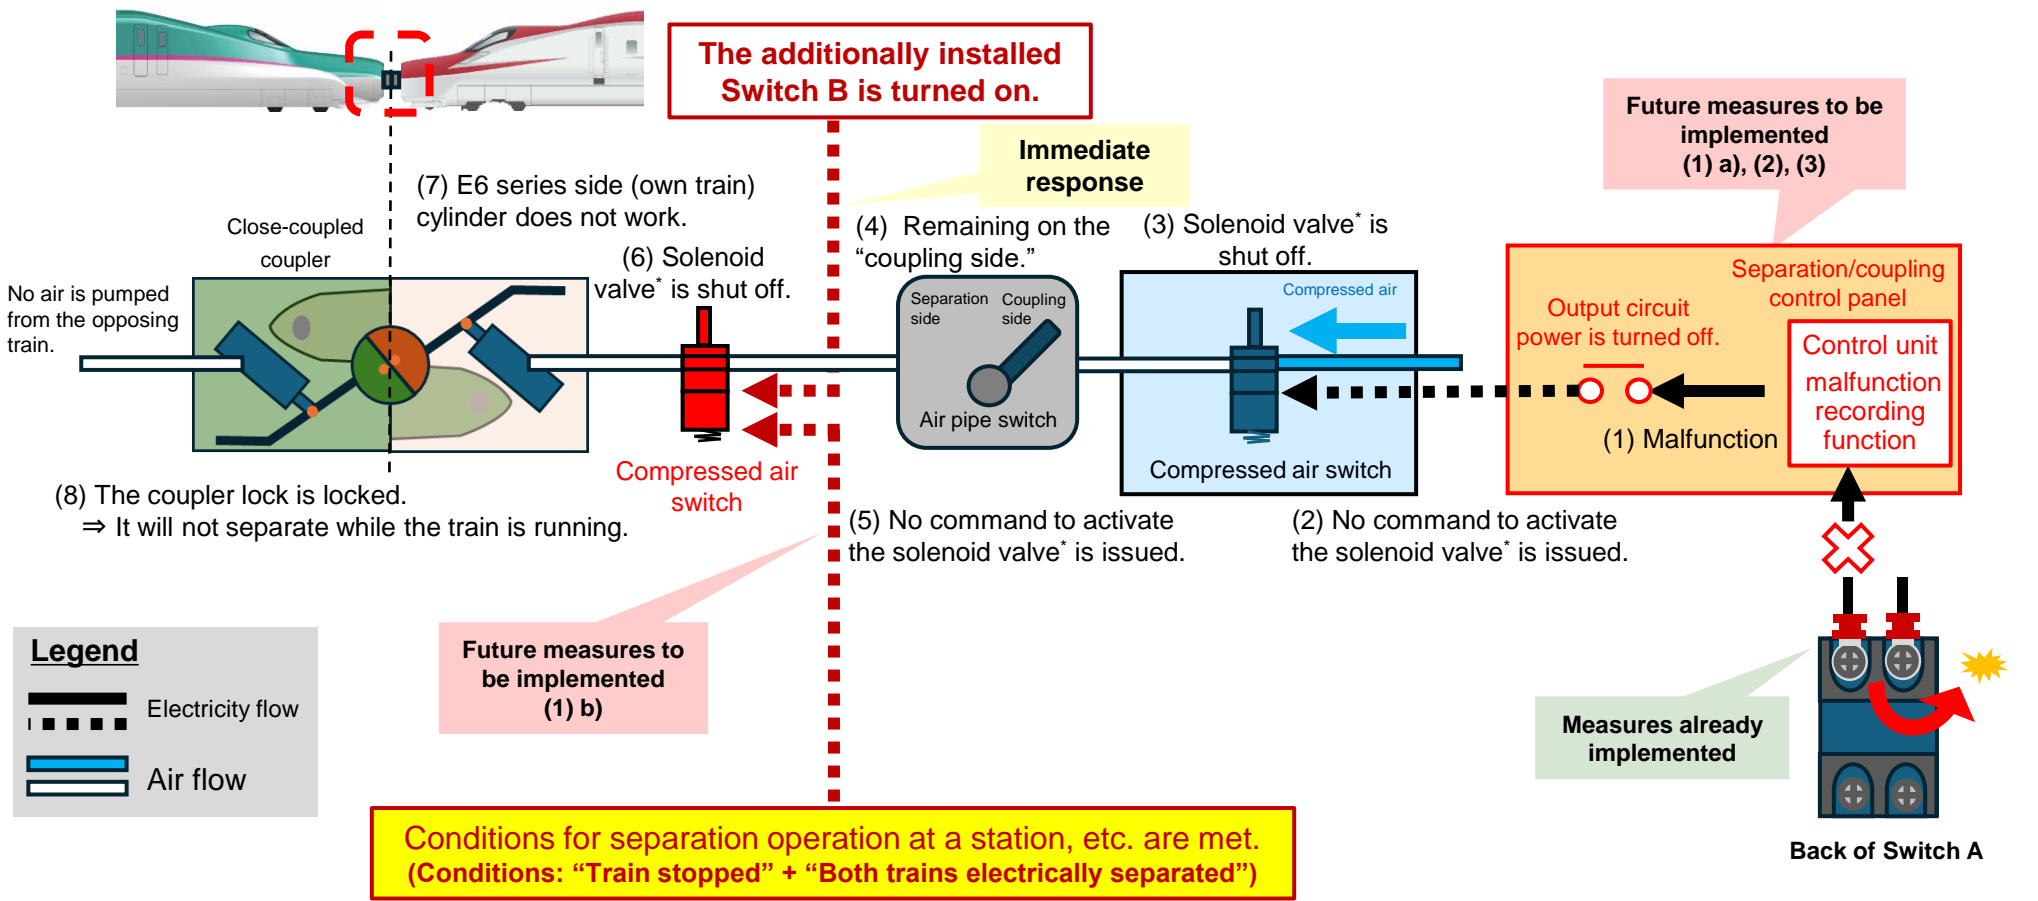 The additionally installed
Switch B is turned on.
Immediate
response
Future measures to be
implemented
(1) a), (2), (3)
(7) E6 series side (own train)
cylinder does not work.
Close-coupled
coupler
(6) Solenoid
valve* is shut off.
(4)  Remaining on the
“coupling side.”
(3) Solenoid valve* is
shut off.
No air is pumped
from the opposing
train.
Separation
side
Coupling
side
Air pipe switch
Compressed air
Compressed air switch
Separation/coupling
control panel
Output circuit
power is turned off.
Control unit
malfunction
recording
function
(1) Malfunction
Compressed air
switch
(8) The coupler lock is locked.
⇒ It will not separate while the train is running.
(5) No command to activate
the solenoid valve* is issued.
(2) No command to activate
the solenoid valve* is issued.
Future measures to
be implemented
(1) b)
Legend
Electricity flow
Air flow
Measures already
implemented
Back of Switch A
Conditions for separation operation at a station, etc. are met.
(Conditions: “Train stopped” + “Both trains electrically separated”)